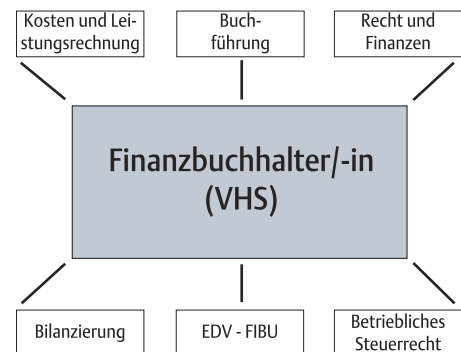 Kosten und Lei-
stungsrechnung
Buch-
führung
Recht und
Finanzen
Finanzbuchhalter/-in
(VHS)
Bilanzierung
EDV - FIBU
Betriebliches
Steuerrecht